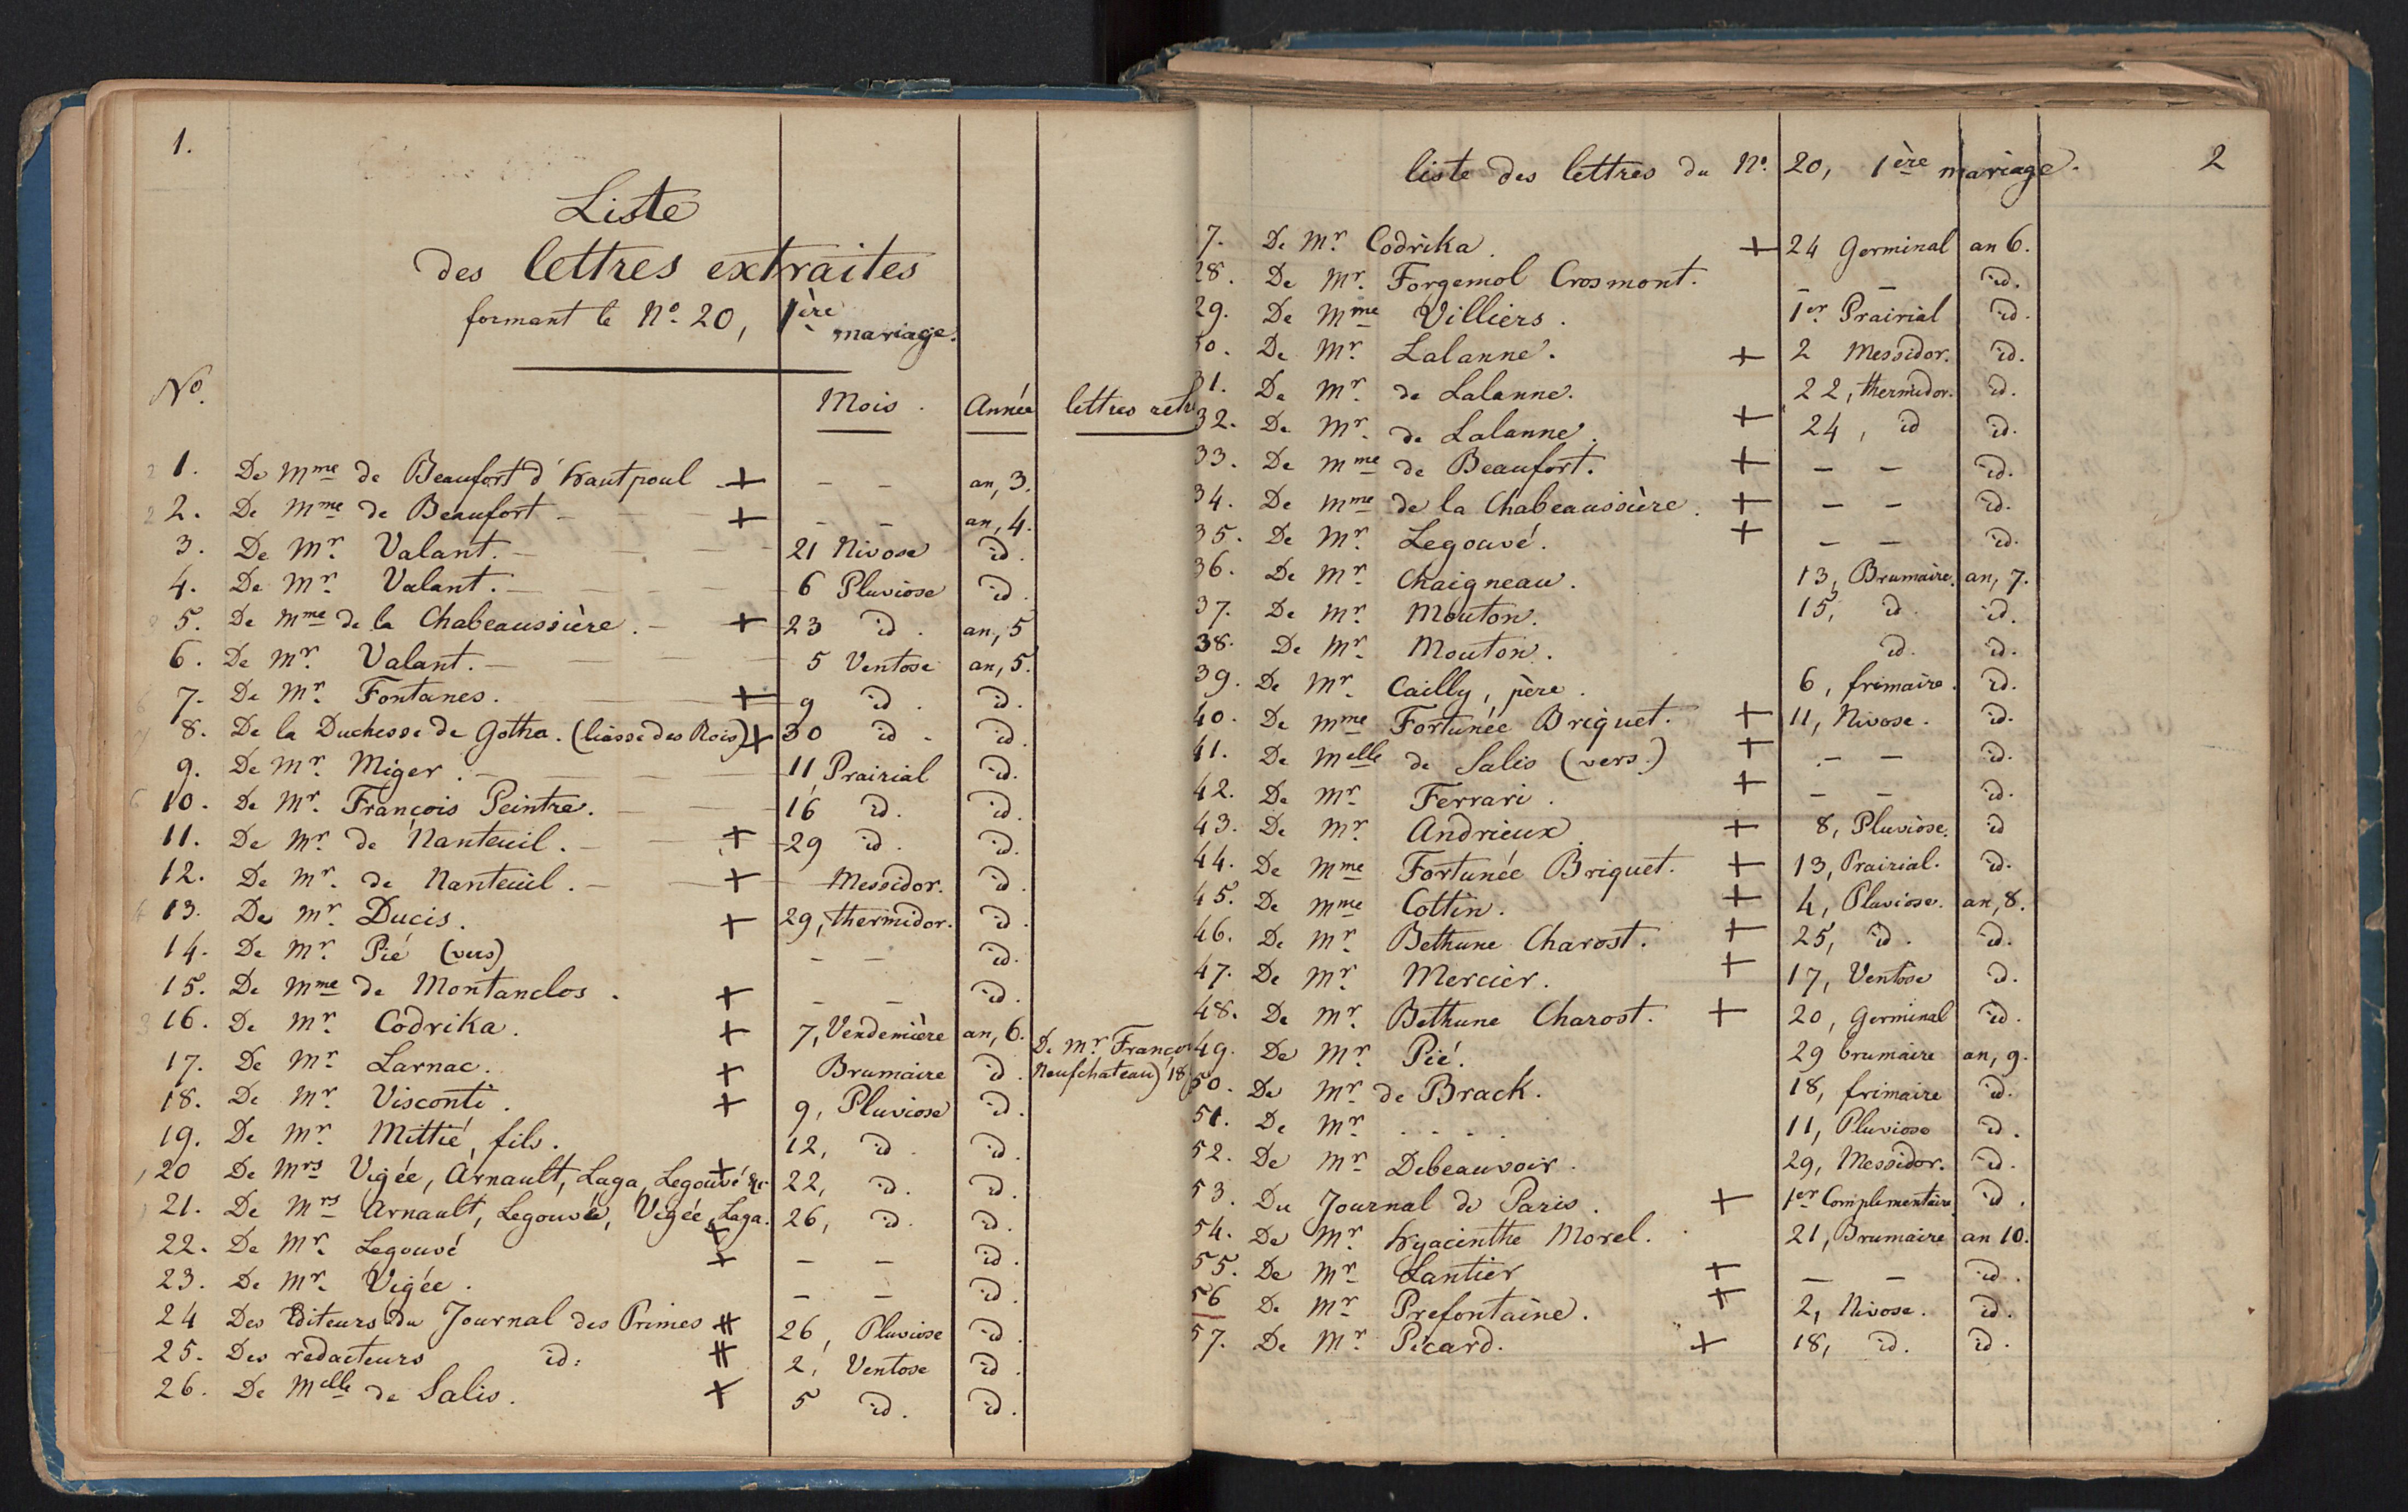 1.
Liste
des lettres extraites
formant le N° 20, 1ère mariage.
No. Mois. Année lettres retr
1. De Mme de Beaufort d'hautpoul + — — an, 3.
2. De Mme de Beaufort — + — — an, 4.
3. De Mr. Valant. — 21 Nivose id.
4. De Mr. Valant. — 6 Pluviose id.
5. De Mme de la Chabeaussière. — + 23 id. an, 5
6. De Mr. Valant. — 5 Ventose an, 5.
7. De Mr. Fontanes. + 9 id. id.
8. De la Duchesse de Gotha. (liasse des Rois) + 30 id. id.
9. De Mr. Miger. — 11, Prairial id.
10. De Mr. François Peintre. — 16 id. id.
11. De Mr. de Nanteuil. — + 29 id. id.
12. De Mr. de Nanteuil. — + Messidor. id.
13. De Mr. Ducis. + 29, thermidor. id.
14. De Mr. Pié (vers) — — id.
15. De Mme de Montanclos. + — — id.
16. De Mr. Codrika. + 7, Vendemière an, 6. De Mr François
17. De Mr. Larnac. + Brumaire id. Neufchateau) 18
18. De Mr. Visconti. + 9, Pluviose id.
19. De Mr. Mittié, fils. 12, id. id.
20 De Mrs Vigée, Arnault, Laga, Legouvé &c + 22, id. id.
21. De Mrs Arnault, Legouvé, Vigée, Laga. + 26, id. id.
22. De Mr. Legouvé + — — id.
23. De Mr. Vigée. — — id.
24 Des Editeurs du Journal des Primes ‡ 26, Pluviose id.
25. Des rédacteurs id: ‡ 2, Ventose id.
26. De Melle de Salis. + 5 id. id.
liste des lettres du N°. 20, 1ère mariage. 2
7. De Mr. Codrika. + 24 Germinal an 6.
28. De Mr. Forgemol Crosmont. — — id.
29. De Mme Villiers. 1er Prairial id.
30. De Mr. Lalanne. + 2 Messidor. id.
31. De Mr. de Lalanne. 22, thermidor. id.
32. De Mr. de Lalanne. + 24, id id.
33. De Mme de Beaufort. + — — id.
34. De Mme de la Chabeaussière. + — — id.
35. De Mr. Legouvé. + — — id.
36. De Mr. Chaigneau. 13, Brumaire. an, 7.
37. De Mr. Mouton. 15, id. id.
38. De Mr. Mouton. id. id.
39. De Mr. Cailly, père. 6, frimaire. id.
40. De Mme Fortunée Briquet. + 11, Nivose. id.
41. De Melle de Salis (vers.) + — — id.
42. De Mr. Ferrari. + — — id.
43. De Mr. Andrieux + 8, Pluviose. id
44. De Mme Fortunée Briquet. + 13, Prairial. id.
45. De Mme Cottin. + 4, Pluviose. an, 8.
46. De Mr. Bethune Charost. + 25, id. id.
47. De Mr. Mercier. + 17, Ventôse id.
48. De Mr. Bethune Charost. + 20, Germinal id.
49. De Mr. Pié. 29 brumaire an, 9.
50. De Mr. de Brack. 18, frimaire id.
51. De Mr. . . . . 11, Pluviose id.
52. De Mr. Debeauvoir. 29, Messidor. id.
53. Du Journal de Paris. + 1er Complementaire id.
54. De Mr. hyacinthe Morel. 21, Brumaire an 10.
55. De Mr. Lantier + — — id.
56 De Mr. Prefontaine. + 2, Nivose. id.
57. De Mr. Picard. + 18, id. id.